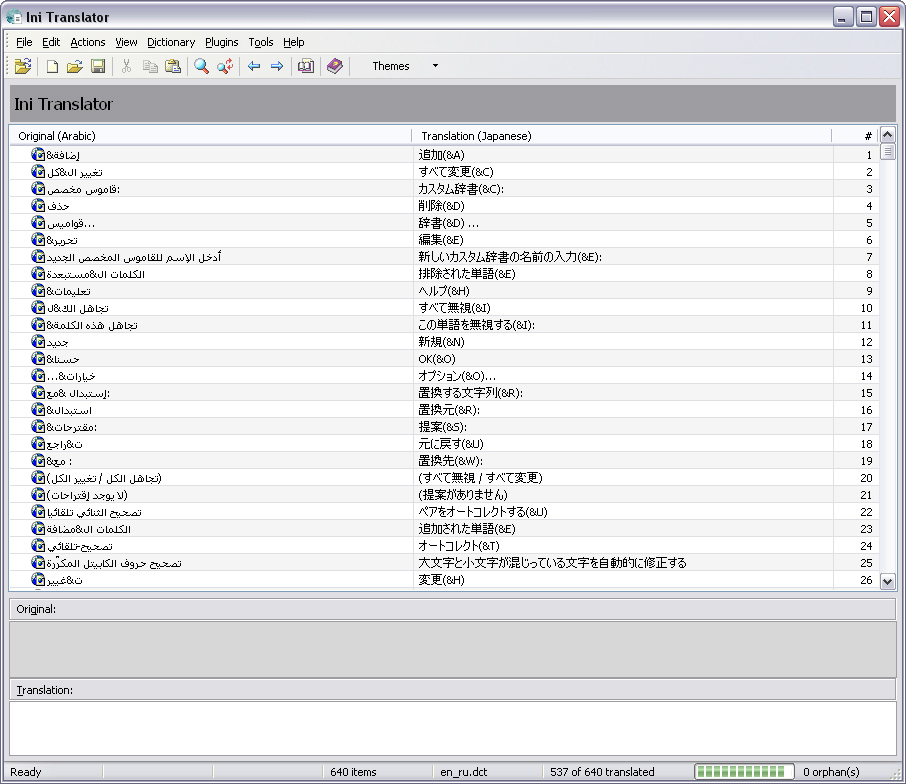 Ini Translator
File Edit Actions View Dictionary Plugins Tools Help
Themes
Ini Translator
Original (Arabic) Translation (Japanese) #
&إضافة 追加(&A) 1
تغيير ال&كل すべて変更(&C) 2
قاموس مخصص: カスタム辞書(&C): 3
حذف 削除(&D) 4
قواميس... 辞書(&D) ... 5
&تحرير 編集(&E) 6
أدخل الإسم للقاموس المخصص الجديد 新しいカスタム辞書の名前の入力(&E): 7
الكلمات ال&مستبعدة 排除された単語(&E) 8
&تعليمات ヘルプ(&H) 9
تجاهل الك&ل すべて無視(&I) 10
&تجاهل هذه الكلمة この単語を無視する(&I): 11
جديد 新規(&N) 12
&حسنا OK(&O) 13
&خيارات... オプション(&O)... 14
إستبدال &مع: 置換する文字列(&R): 15
&استبدال 置換元(&R): 16
&مقترحات: 提案(&S): 17
ت&راجع 元に戻す(&U) 18
&مع : 置換先(&W): 19
(تجاهل الكل / تغيير الكل) (すべて無視 / すべて変更) 20
(لا يوجد إقتراحات) (提案がありません) 21
تصحيح الثنائي تلقائيا ペアをオートコレクトする(&U) 22
الكلمات ال&مضافة 追加された単語(&E) 23
تصحيح-تلقائي オートコレクト(&T) 24
تصحيح حروف الكابيتل المكرّرة 大文字と小文字が混じっている文字を自動的に修正する 25
ت&غيير 変更(&H) 26
Original:
Translation:
Ready 640 items en_ru.dct 537 of 640 translated 0 orphan(s)